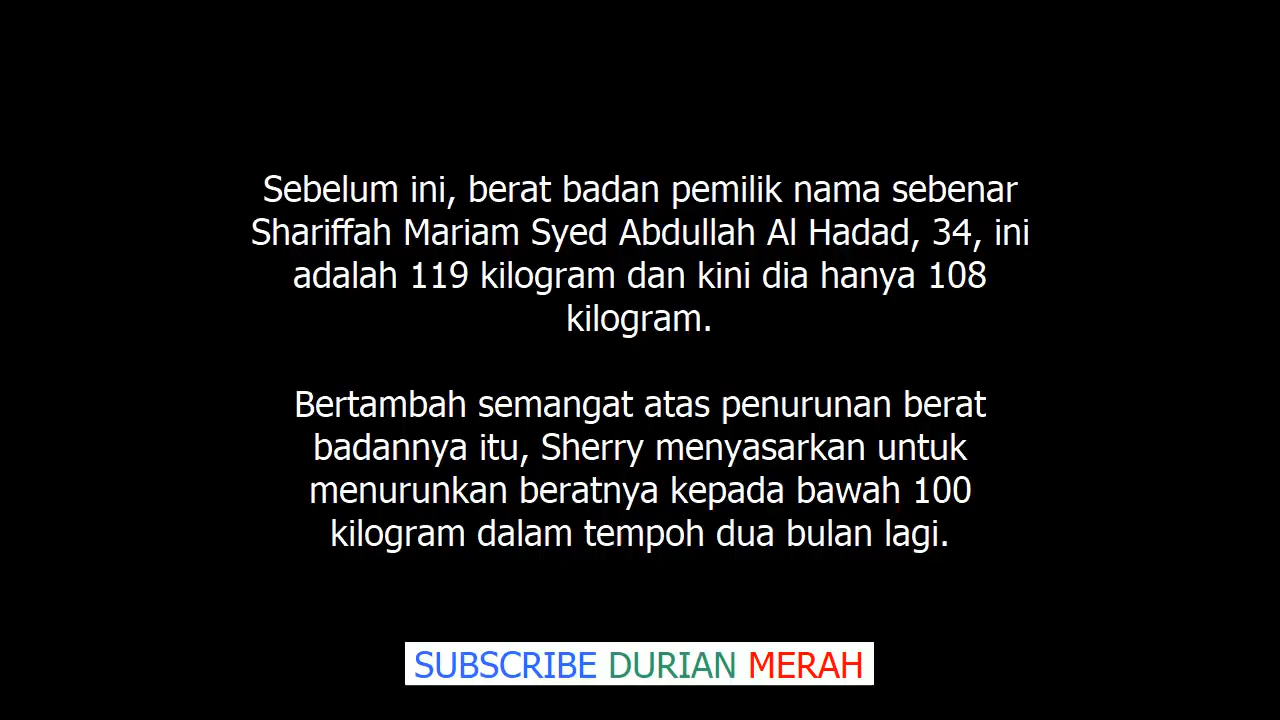 Sebelum ini, berat badan pemilik nama sebenar
Shariffah Mariam Syed Abdullah Al Hadad, 34, ini
adalah 119 kilogram dan kini dia hanya 108
kilogram.
Bertambah semangat atas penurunan berat
badannya itu, Sherry menyasarkan untuk
menurunkan beratnya kepada bawah 100
kilogram dalam tempoh dua bulan lagi.
SUBSCRIBE DURIAN MERAH